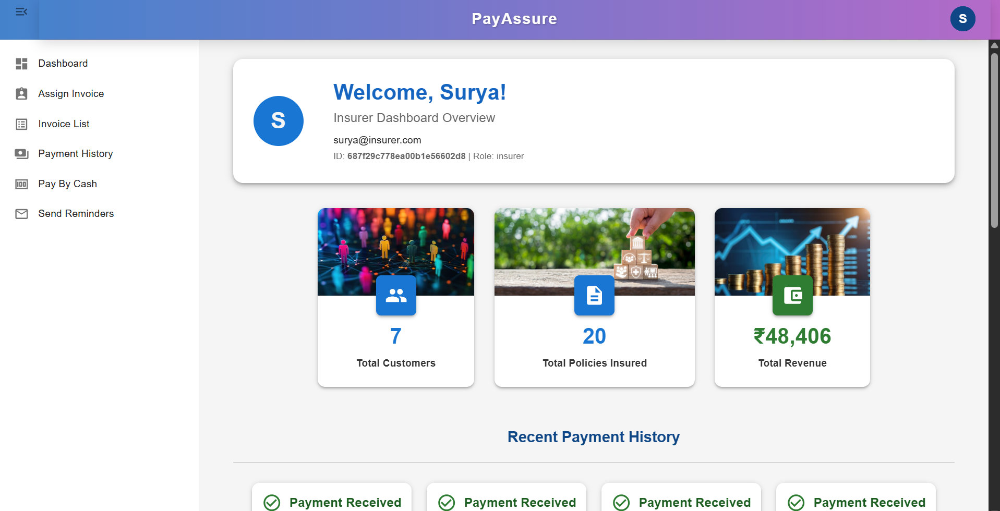 PayAssure
S
Dashboard
Assign Invoice
Invoice List
Payment History
Pay By Cash
Send Reminders
S
Welcome, Surya!
Insurer Dashboard Overview
surya@insurer.com
ID: 687f29c778ea00b1e56602d8 | Role: insurer
7
Total Customers
20
Total Policies Insured
₹48,406
Total Revenue
Recent Payment History
Payment Received
Payment Received
Payment Received
Payment Received